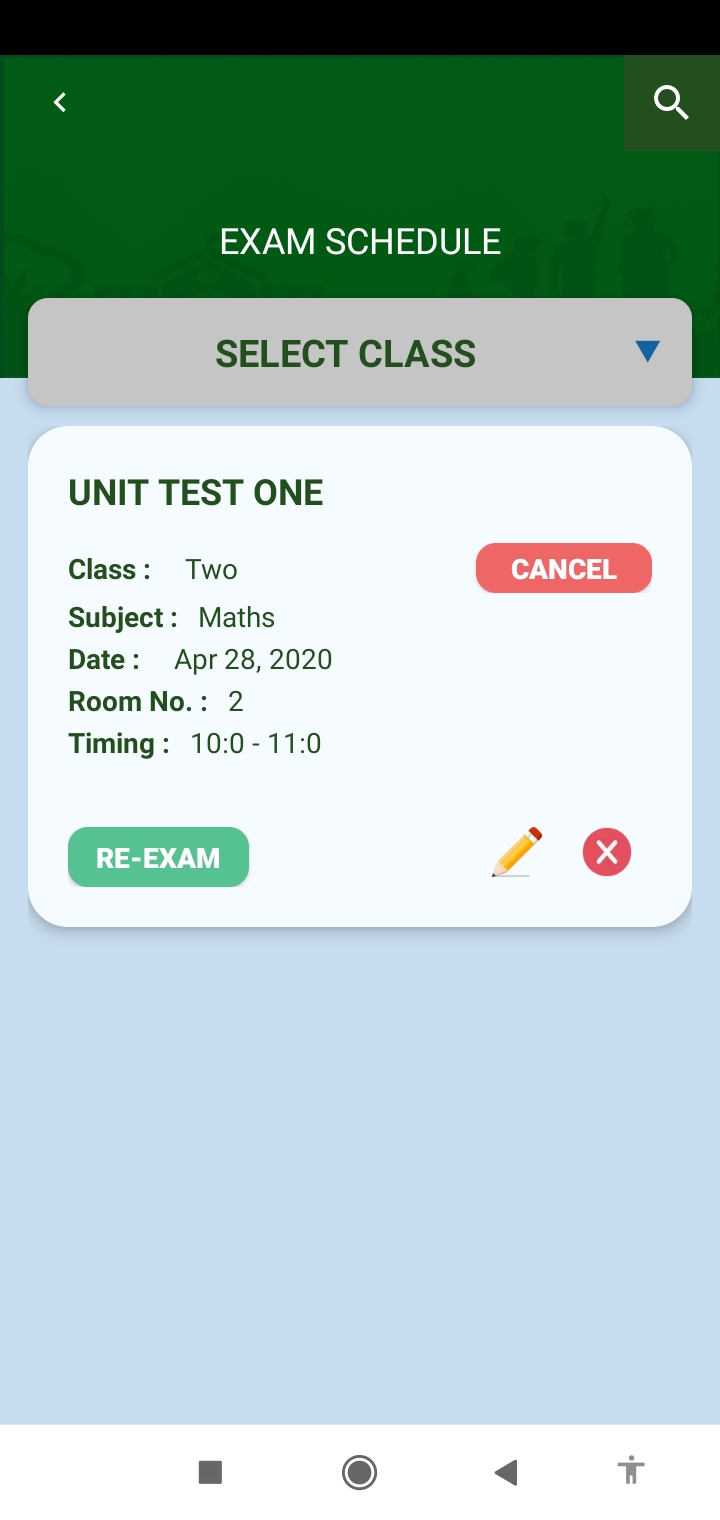 EXAM SCHEDULE
SELECT CLASS
UNIT TEST ONE
Class : Two
CANCEL
Subject : Maths
Date : Apr 28, 2020
Room No. : 2
Timing : 10:0 - 11:0
RE-EXAM